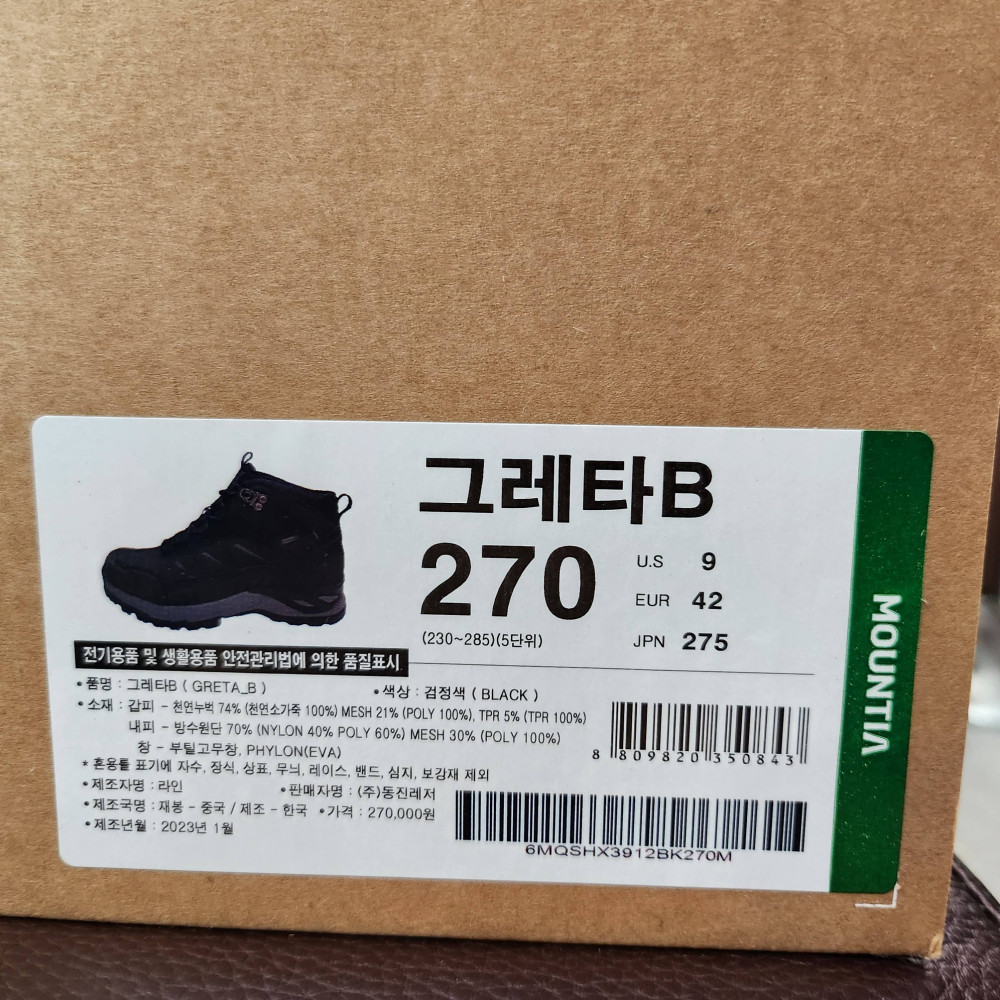 그레타B
270
U.S 9
EUR 42
JPN 275
(230~285)(5단위)
전기용품 및 생활용품 안전관리법에 의한 품질표시
•품명 : 그레타B ( GRETA_B ) •색상 : 검정색 ( BLACK )
•소재 : 갑피 - 천연누벅 74% (천연소가죽 100%) MESH 21% (POLY 100%), TPR 5% (TPR 100%)
내피 - 방수원단 70% (NYLON 40% POLY 60%) MESH 30% (POLY 100%)
창 - 부틸고무창, PHYLON(EVA)
* 혼용률 표기에 자수, 장식, 상표, 무늬, 레이스, 밴드, 심지, 보강재 제외
•제조자명 : 라인 •판매자명 : (주)동진레저
•제조국명 : 재봉 - 중국 / 제조 - 한국 •가격 : 270,000원
•제조년월 : 2023년 1월
8 809820 350843
6MQSHX3912BK270M
MOUNTIA